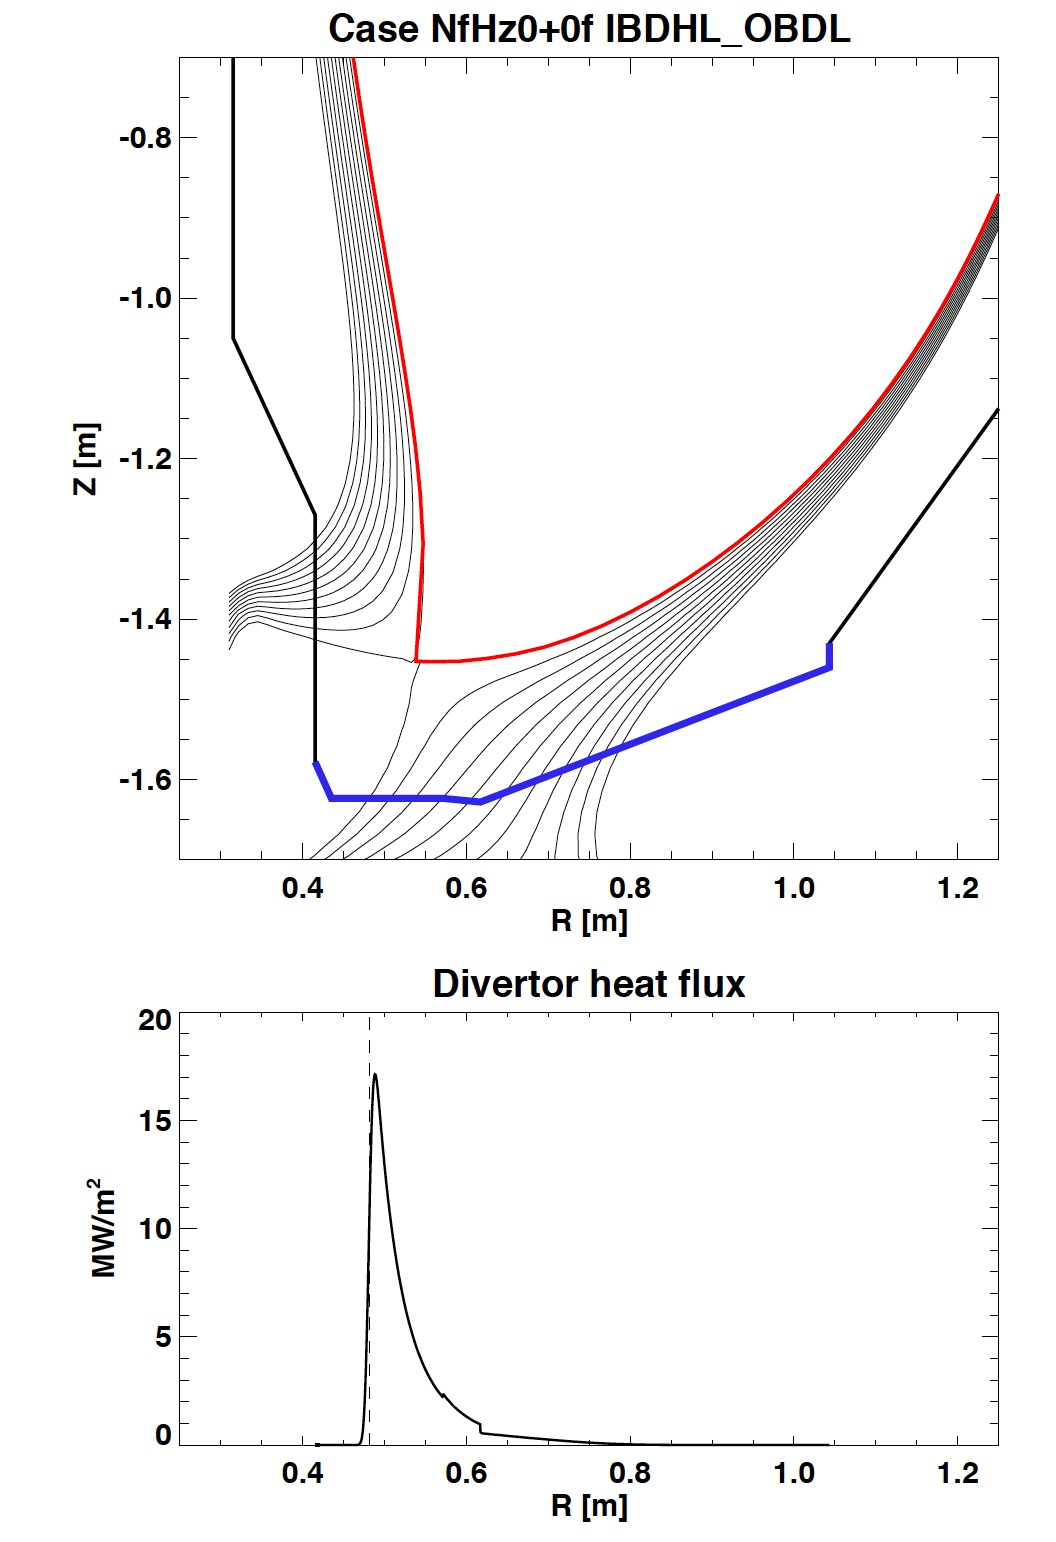 Case NfHz0+0f IBDHL_OBDL
-0.8
-1.0
-1.2
-1.4
-1.6
Z [m]
0.4 0.6 0.8 1.0 1.2
R [m]
Divertor heat flux
20
15
10
5
0
MW/m²
0.4 0.6 0.8 1.0 1.2
R [m]